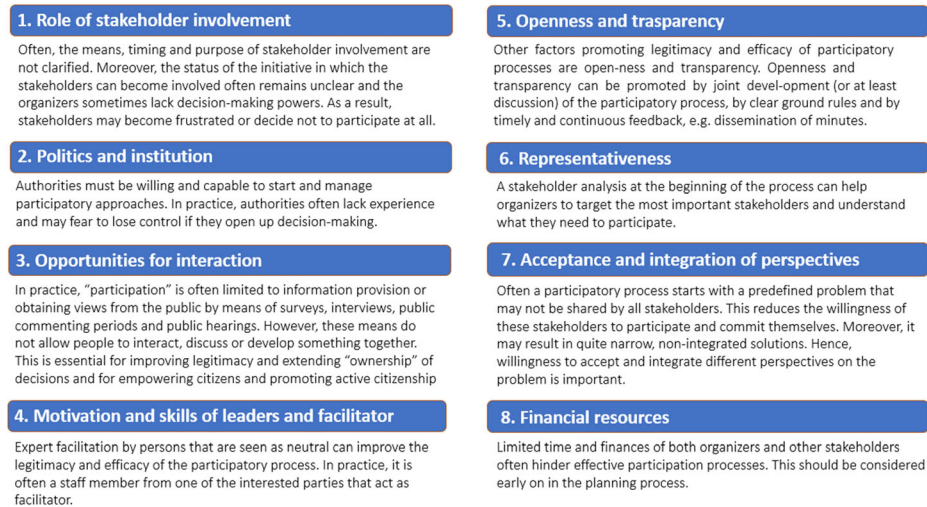 1. Role of stakeholder involvement
Often, the means, timing and purpose of stakeholder involvement are
not clarified. Moreover, the status of the initiative in which the
stakeholders can become involved often remains unclear and the
organizers sometimes lack decision-making powers. As a result,
stakeholders may become frustrated or decide not to participate at all.
2. Politics and institution
Authorities must be willing and capable to start and manage
participatory approaches. In practice, authorities often lack experience
and may fear to lose control if they open up decision-making.
3. Opportunities for interaction
In practice, “participation” is often limited to information provision or
obtaining views from the public by means of surveys, interviews, public
commenting periods and public hearings. However, these means do
not allow people to interact, discuss or develop something together.
This is essential for improving legitimacy and extending “ownership” of
decisions and for empowering citizens and promoting active citizenship
4. Motivation and skills of leaders and facilitator
Expert facilitation by persons that are seen as neutral can improve the
legitimacy and efficacy of the participatory process. In practice, it is
often a staff member from one of the interested parties that act as
facilitator.
5. Openness and trasparency
Other factors promoting legitimacy and efficacy of participatory
processes are open-ness and transparency. Openness and
transparency can be promoted by joint devel-opment (or at least
discussion) of the participatory process, by clear ground rules and by
timely and continuous feedback, e.g. dissemination of minutes.
6. Representativeness
A stakeholder analysis at the beginning of the process can help
organizers to target the most important stakeholders and understand
what they need to participate.
7. Acceptance and integration of perspectives
Often a participatory process starts with a predefined problem that
may not be shared by all stakeholders. This reduces the willingness of
these stakeholders to participate and commit themselves. Moreover, it
may result in quite narrow, non-integrated solutions. Hence,
willingness to accept and integrate different perspectives on the
problem is important.
8. Financial resources
Limited time and finances of both organizers and other stakeholders
often hinder effective participation processes. This should be considered
early on in the planning process.